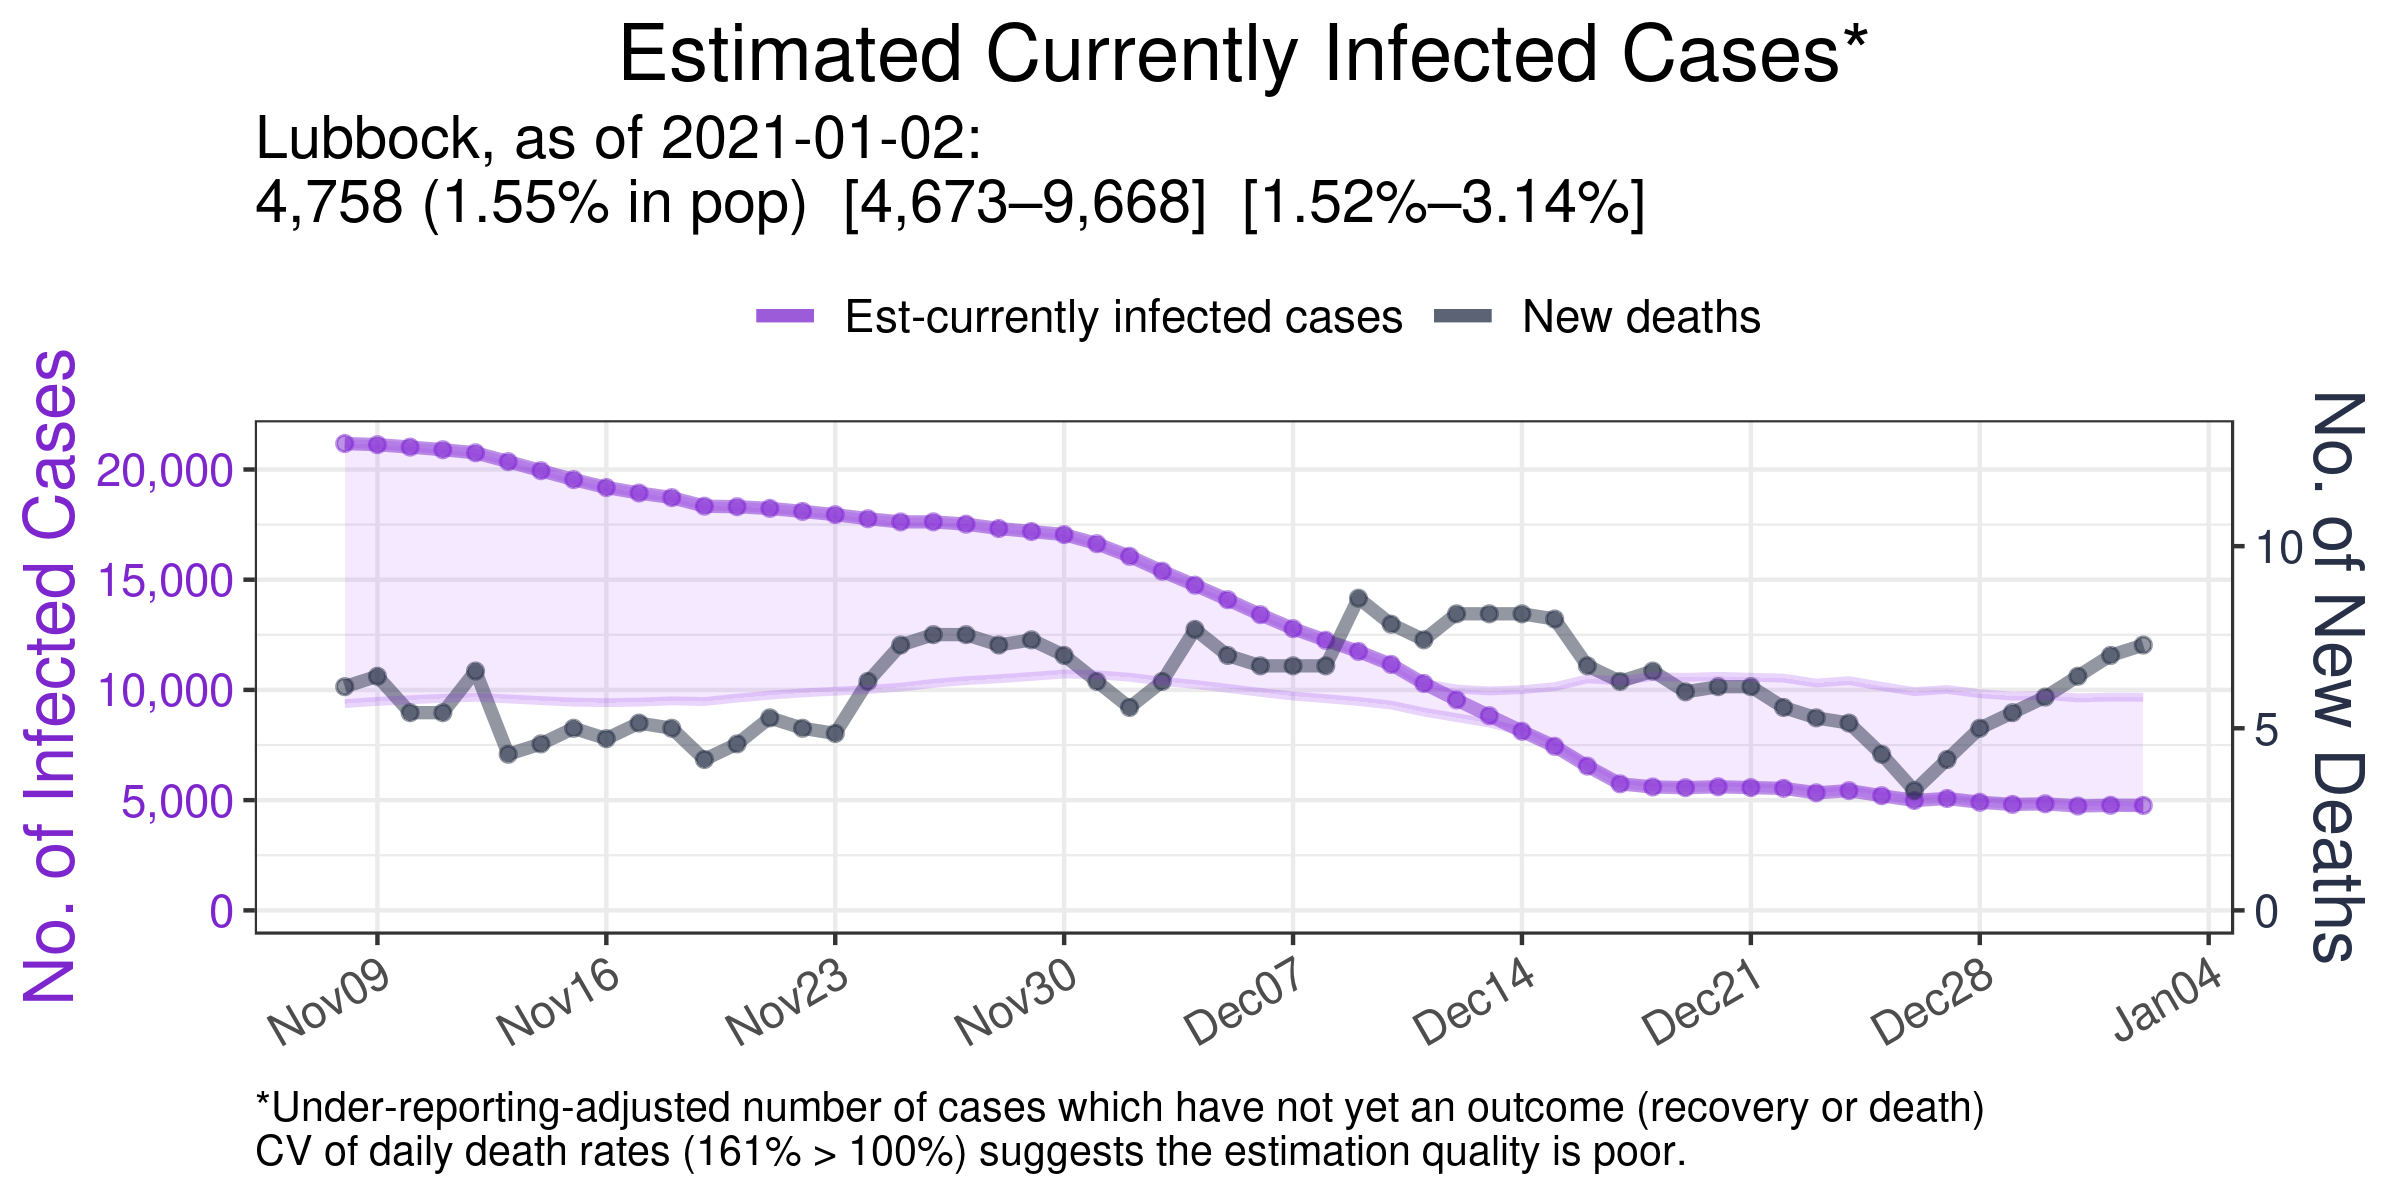 Estimated Currently Infected Cases*
Lubbock, as of 2021-01-02:
4,758 (1.55% in pop)  [4,673–9,668]  [1.52%–3.14%]
Est-currently infected cases
New deaths
No. of Infected Cases
20,000
15,000
10,000
5,000
0
10
5
0
No. of New Deaths
Nov09
Nov16
Nov23
Nov30
Dec07
Dec14
Dec21
Dec28
Jan04
*Under-reporting-adjusted number of cases which have not yet an outcome (recovery or death)
CV of daily death rates (161% > 100%) suggests the estimation quality is poor.